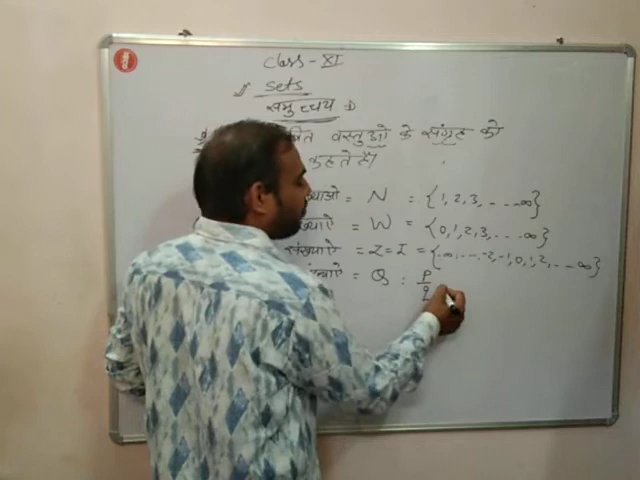 Class - XI
Sets
समुच्चय
वस्तुओ के संग्रह को
कहते है।
= N = {1, 2, 3, ... ∞}
= W = {0, 1, 2, 3, ... ∞}
संख्याऐ = Z = I = {-∞, ... -2, -1, 0, 1, 2, ... ∞}
= Q = p/q